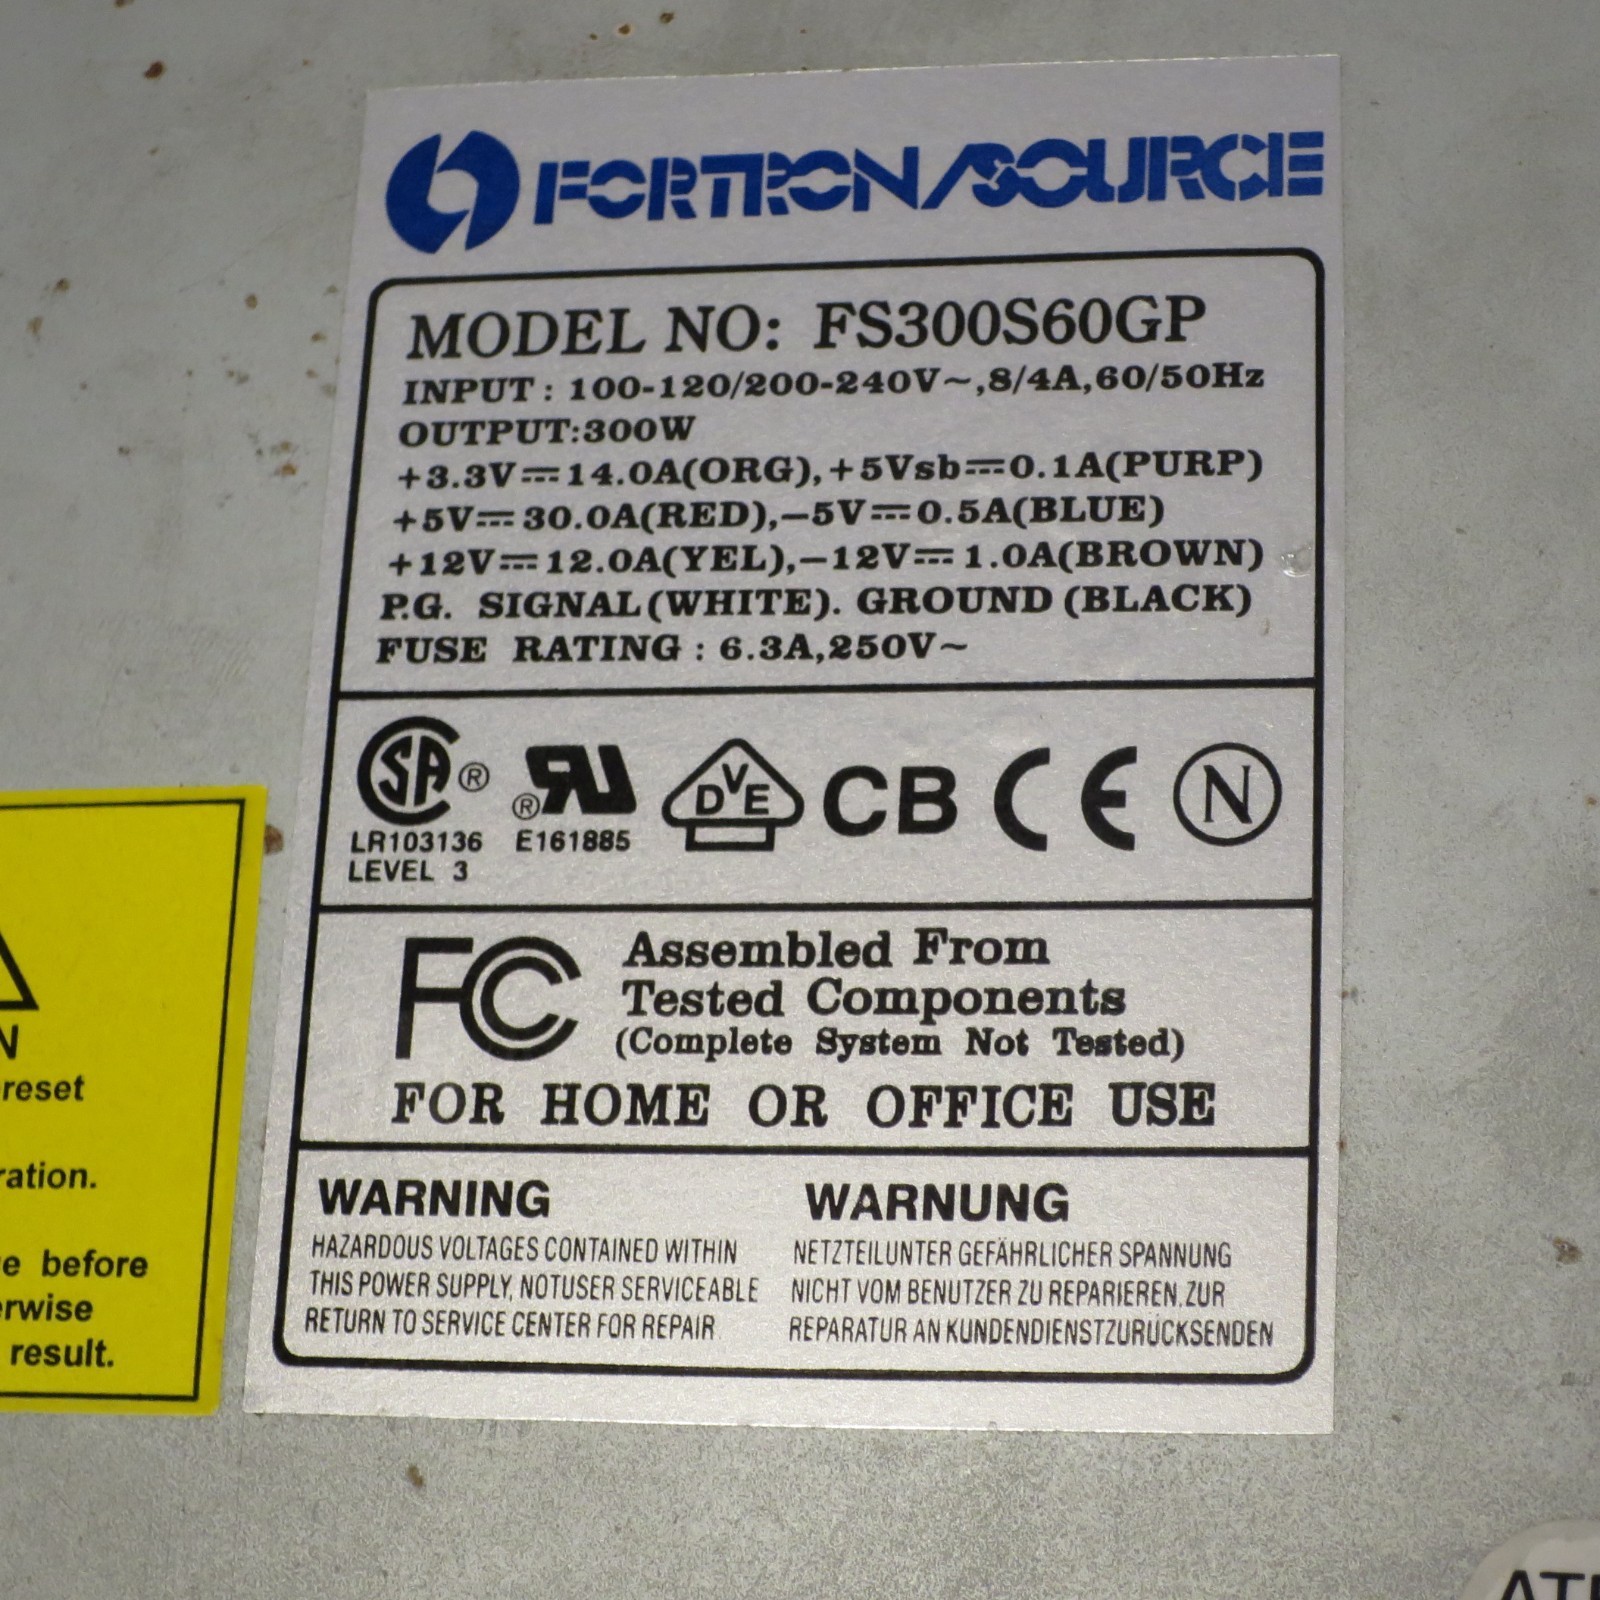 FORTRON/SOURCE
MODEL NO: FS300S60GP
INPUT : 100-120/200-240V~,8/4A,60/50Hz
OUTPUT:300W
+3.3V⎓14.0A(ORG),+5Vsb⎓0.1A(PURP)
+5V⎓30.0A(RED),–5V⎓0.5A(BLUE)
+12V⎓12.0A(YEL),–12V⎓1.0A(BROWN)
P.G. SIGNAL(WHITE). GROUND (BLACK)
FUSE RATING : 6.3A,250V~
SA ® ® RU DVE CB CE N
LR103136 E161885
LEVEL 3
FC Assembled From
Tested Components
(Complete System Not Tested)
FOR HOME OR OFFICE USE
WARNING
HAZARDOUS VOLTAGES CONTAINED WITHIN
THIS POWER SUPPLY, NOTUSER SERVICEABLE
RETURN TO SERVICE CENTER FOR REPAIR
WARNUNG
NETZTEILUNTER GEFÄHRLICHER SPANNUNG
NICHT VOM BENUTZER ZU REPARIEREN. ZUR
REPARATUR AN KUNDENDIENSTZURÜCKSENDEN
N
reset
ration.
e before
erwise
result.